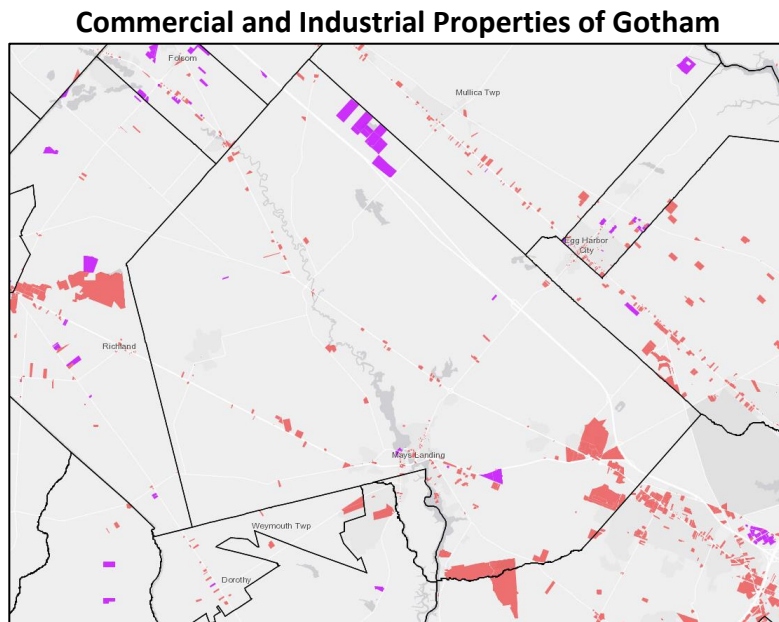 Commercial and Industrial Properties of Gotham
Folsom
Mullica Twp
Egg Harbor
City
Richland
Mays Landing
Weymouth Twp
Dorothy